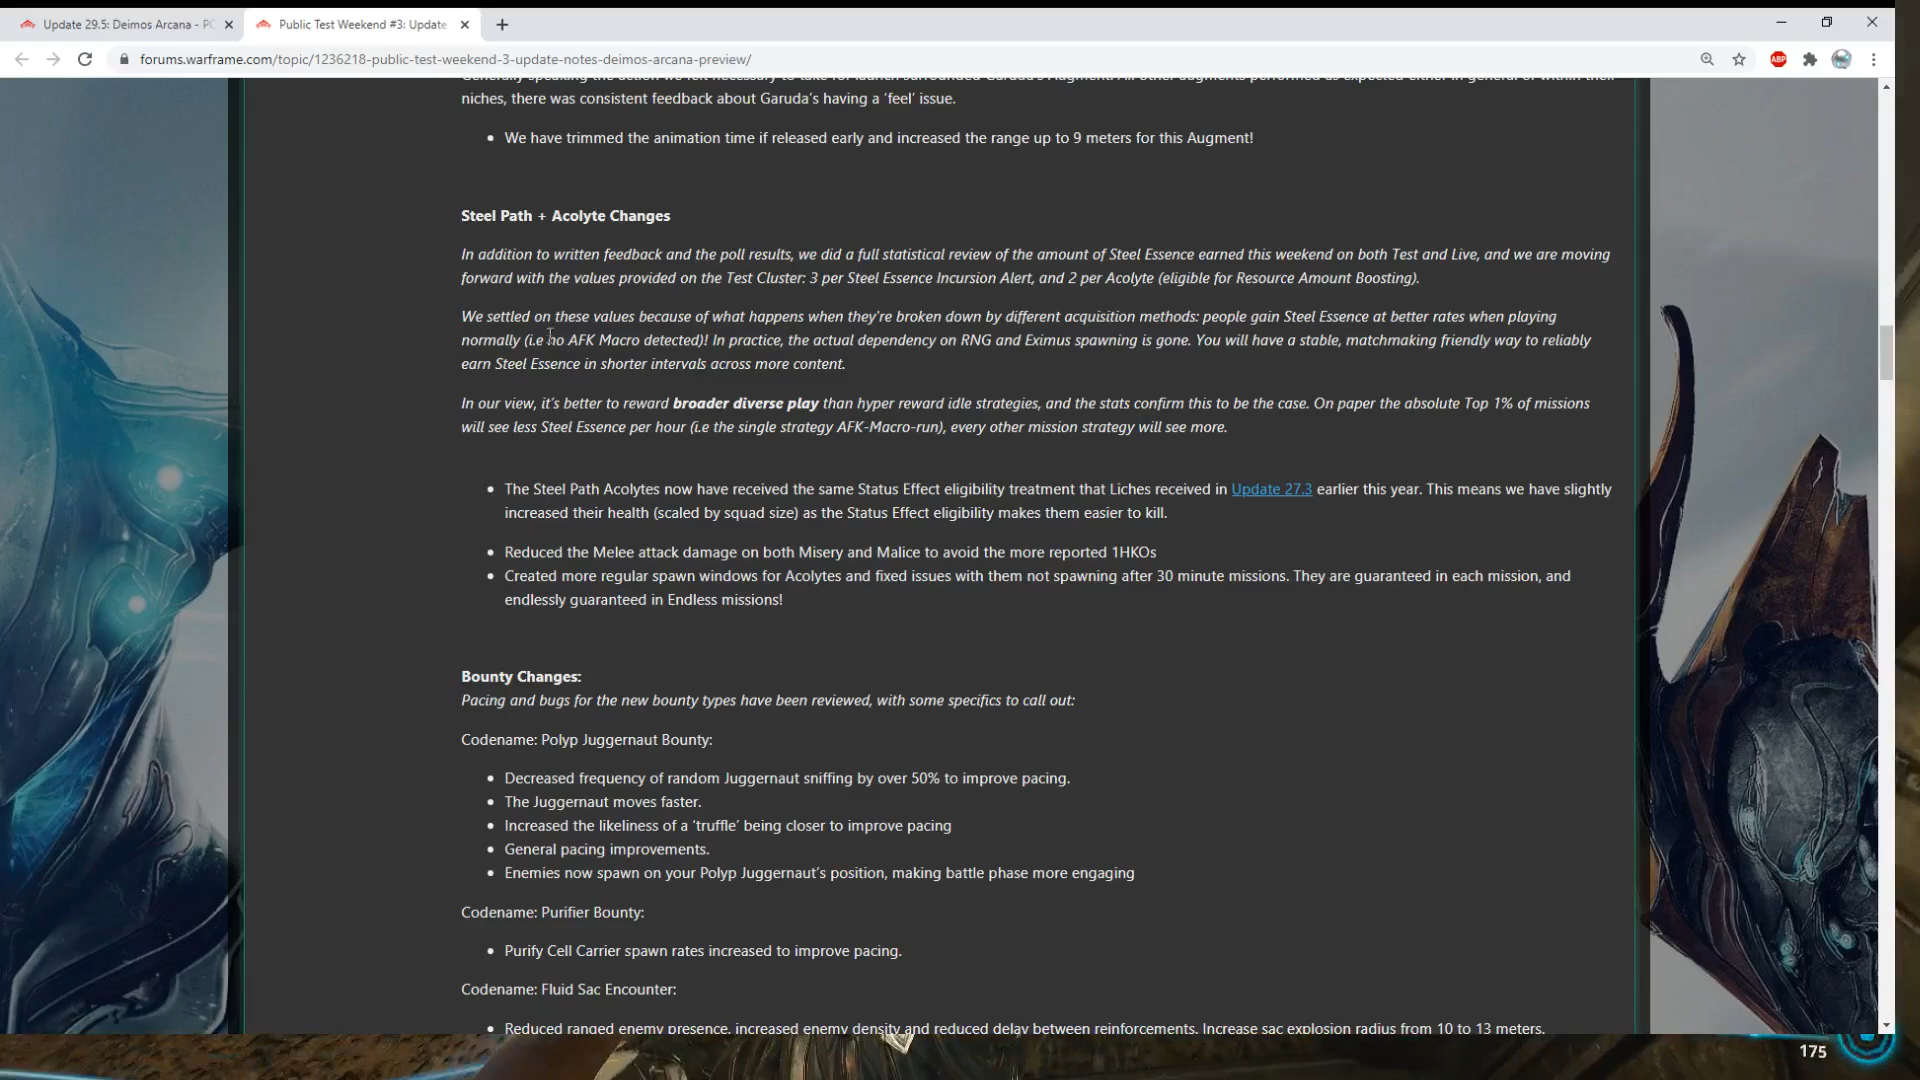 Update 29.5: Deimos Arcana - PC
Public Test Weekend #3: Update
forums.warframe.com/topic/1236218-public-test-weekend-3-update-notes-deimos-arcana-preview/
ABP
niches, there was consistent feedback about Garuda's having a 'feel' issue.
• We have trimmed the animation time if released early and increased the range up to 9 meters for this Augment!
Steel Path + Acolyte Changes
In addition to written feedback and the poll results, we did a full statistical review of the amount of Steel Essence earned this weekend on both Test and Live, and we are moving
forward with the values provided on the Test Cluster: 3 per Steel Essence Incursion Alert, and 2 per Acolyte (eligible for Resource Amount Boosting).
We settled on these values because of what happens when they're broken down by different acquisition methods: people gain Steel Essence at better rates when playing
normally (i.e no AFK Macro detected)! In practice, the actual dependency on RNG and Eximus spawning is gone. You will have a stable, matchmaking friendly way to reliably
earn Steel Essence in shorter intervals across more content.
In our view, it's better to reward broader diverse play than hyper reward idle strategies, and the stats confirm this to be the case. On paper the absolute Top 1% of missions
will see less Steel Essence per hour (i.e the single strategy AFK-Macro-run), every other mission strategy will see more.
• The Steel Path Acolytes now have received the same Status Effect eligibility treatment that Liches received in Update 27.3 earlier this year. This means we have slightly
increased their health (scaled by squad size) as the Status Effect eligibility makes them easier to kill.
• Reduced the Melee attack damage on both Misery and Malice to avoid the more reported 1HKOs
• Created more regular spawn windows for Acolytes and fixed issues with them not spawning after 30 minute missions. They are guaranteed in each mission, and
endlessly guaranteed in Endless missions!
Bounty Changes:
Pacing and bugs for the new bounty types have been reviewed, with some specifics to call out:
Codename: Polyp Juggernaut Bounty:
• Decreased frequency of random Juggernaut sniffing by over 50% to improve pacing.
• The Juggernaut moves faster.
• Increased the likeliness of a 'truffle' being closer to improve pacing
• General pacing improvements.
• Enemies now spawn on your Polyp Juggernaut's position, making battle phase more engaging
Codename: Purifier Bounty:
• Purify Cell Carrier spawn rates increased to improve pacing.
Codename: Fluid Sac Encounter:
• Reduced ranged enemy presence, increased enemy density and reduced delay between reinforcements. Increase sac explosion radius from 10 to 13 meters.
175